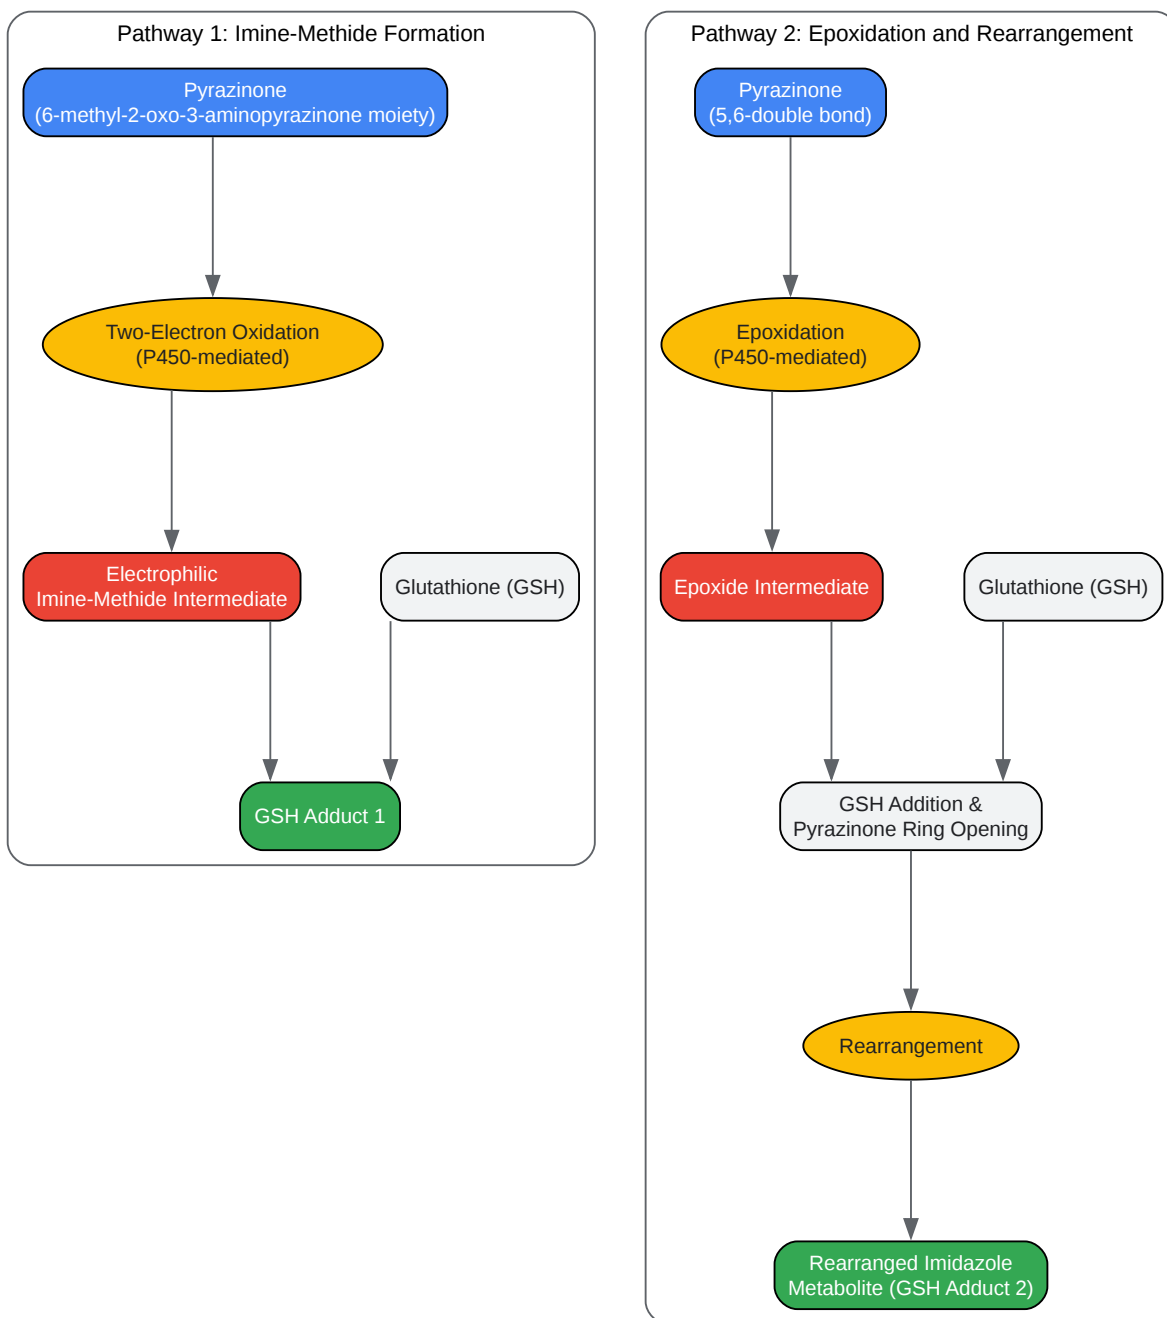 Pathway 1: Imine-Methide Formation
Pyrazinone
(6-methyl-2-oxo-3-aminopyrazinone moiety)
Two-Electron Oxidation
(P450-mediated)
Electrophilic
Imine-Methide Intermediate
Glutathione (GSH)
GSH Adduct 1
Pathway 2: Epoxidation and Rearrangement
Pyrazinone
(5,6-double bond)
Epoxidation
(P450-mediated)
Epoxide Intermediate
Glutathione (GSH)
GSH Addition &
Pyrazinone Ring Opening
Rearrangement
Rearranged Imidazole
Metabolite (GSH Adduct 2)